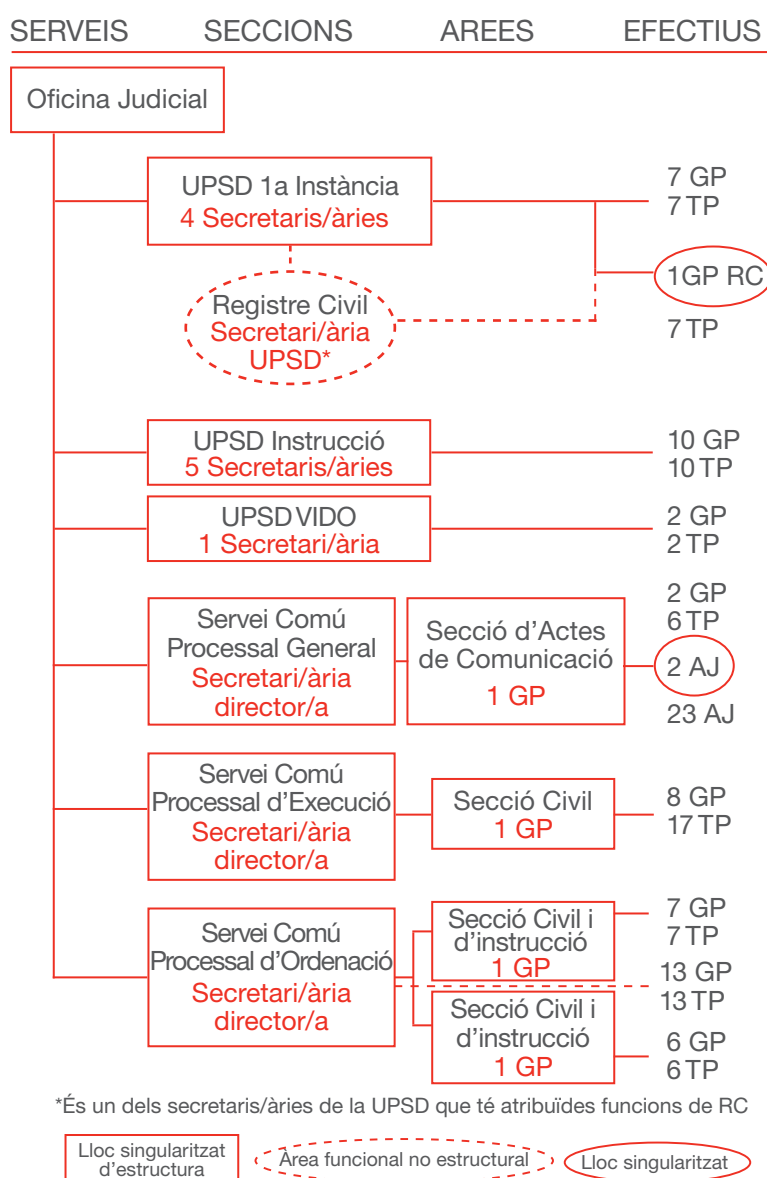 SERVEIS SECCIONS AREES EFECTIUS
Oficina Judicial
UPSD 1a Instància
4 Secretaris/àries
7 GP
7 TP
1GP RC
7 TP
Registre Civil
Secretari/ària
UPSD*
UPSD Instrucció
5 Secretaris/àries
10 GP
10 TP
UPSD VIDO
1 Secretari/ària
2 GP
2 TP
Servei Comú
Processal General
Secretari/ària
director/a
Secció d’Actes
de Comunicació
1 GP
2 GP
6 TP
2 AJ
23 AJ
Servei Comú
Processal d’Execució
Secretari/ària
director/a
Secció Civil
1 GP
8 GP
17 TP
Servei Comú
Processal d’Ordenació
Secretari/ària
director/a
Secció Civil i
d’instrucció
1 GP
7 GP
7 TP
13 GP
13 TP
Secció Civil i
d’instrucció
1 GP
6 GP
6 TP
*És un dels secretaris/àries de la UPSD que té atribuïdes funcions de RC
Lloc singularitzat
d’estructura
Àrea funcional no estructural
Lloc singularitzat